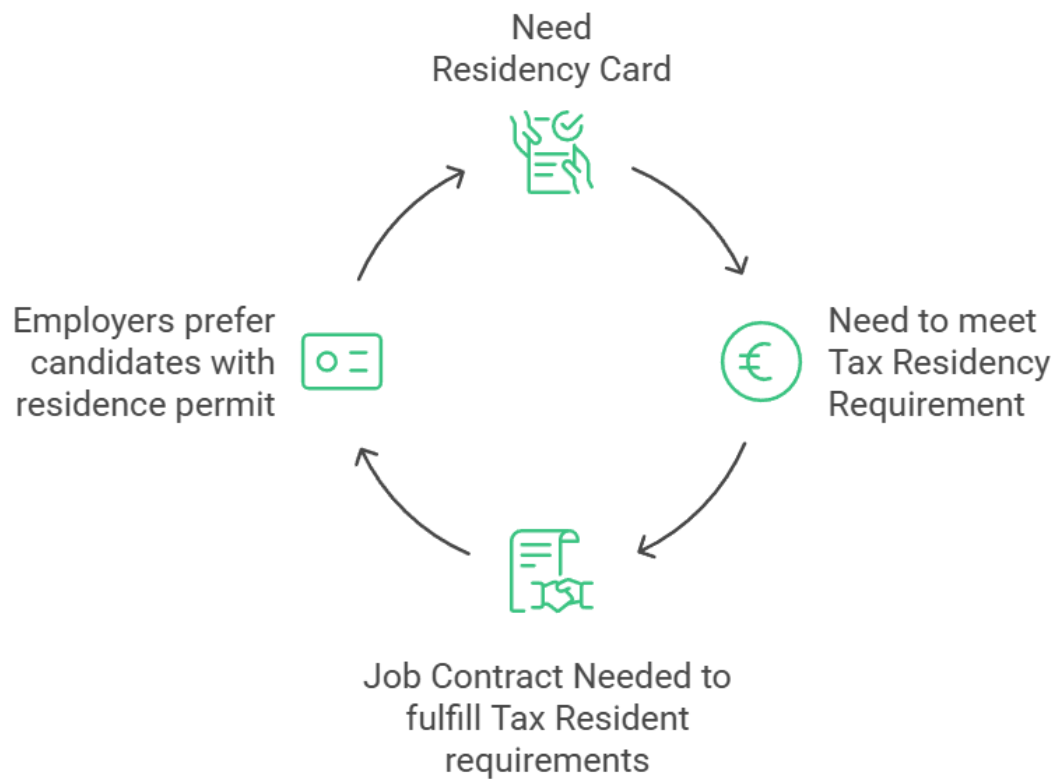 Need
Residency Card
Employers prefer
candidates with
residence permit
€
Need to meet
Tax Residency
Requirement
Job Contract Needed to
fulfill Tax Resident
requirements